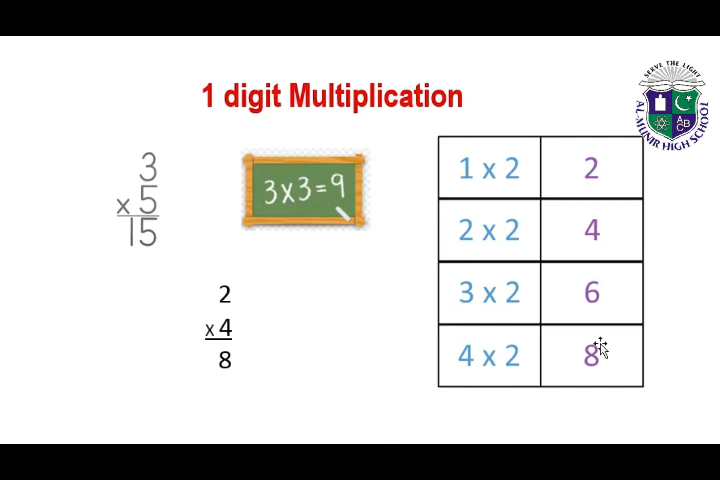 1 digit Multiplication
SERVE THE LIGHT
ABC
AL-MUNIR HIGH SCHOOL
3
x 5
15
3x3=9
2
x 4
8
1 x 2 2
2 x 2 4
3 x 2 6
4 x 2 8